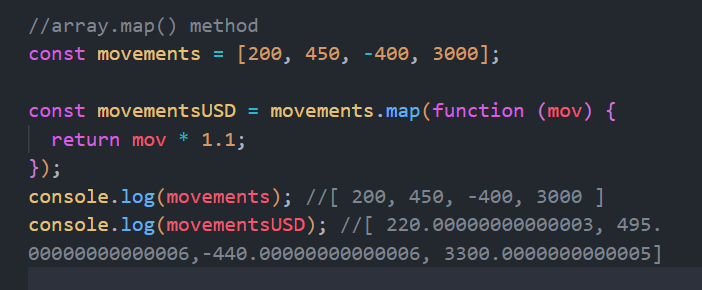 //array.map() method
const movements = [200, 450, -400, 3000];
const movementsUSD = movements.map(function (mov) {
return mov * 1.1;
});
console.log(movements); //[ 200, 450, -400, 3000 ]
console.log(movementsUSD); //[ 220.00000000000003, 495.
00000000000006,-440.00000000000006, 3300.0000000000005]